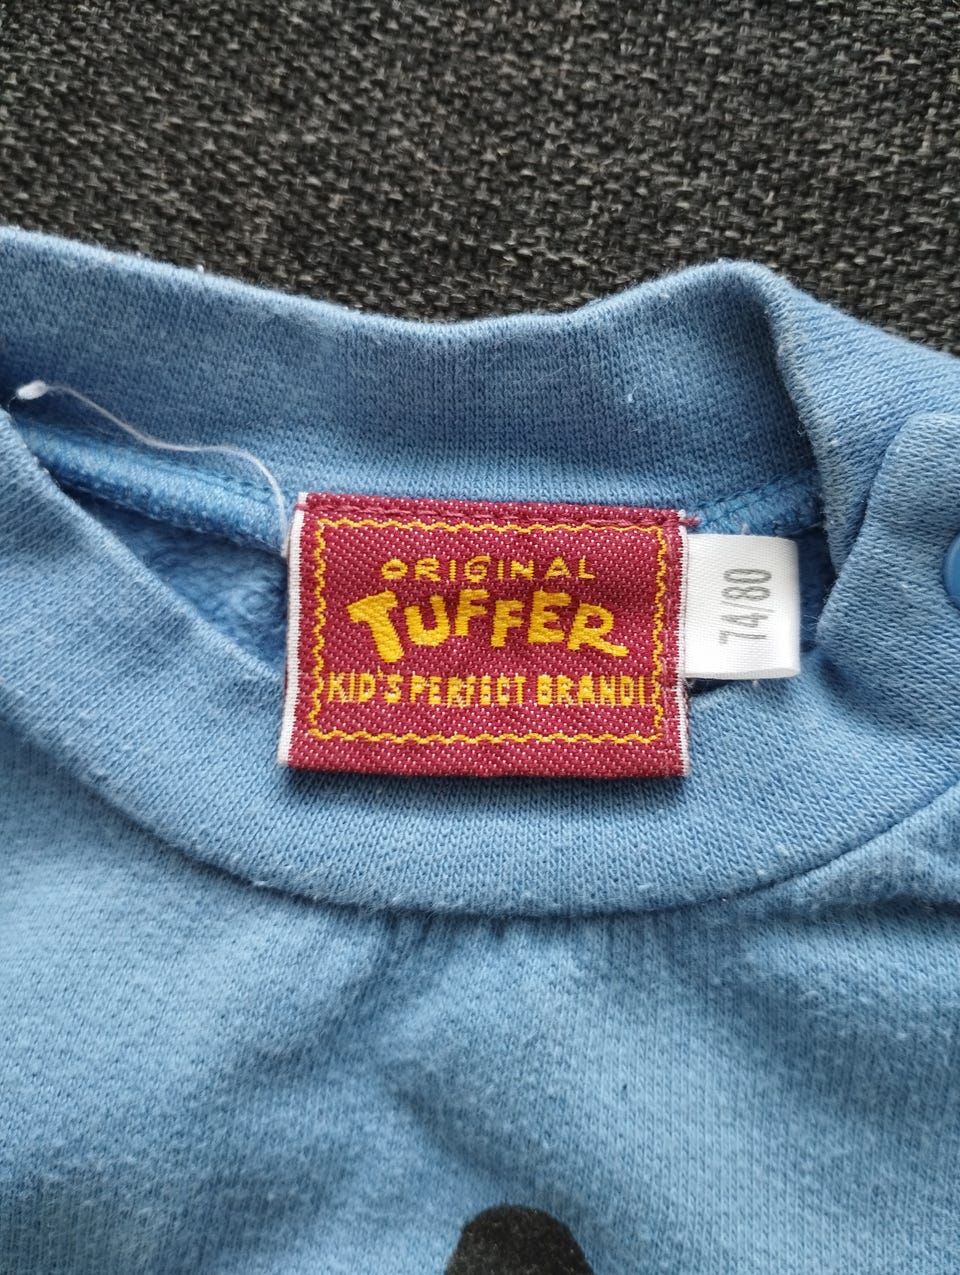 ORIGINAL
TUFFER
KID'S PERFECT BRAND!
74/80